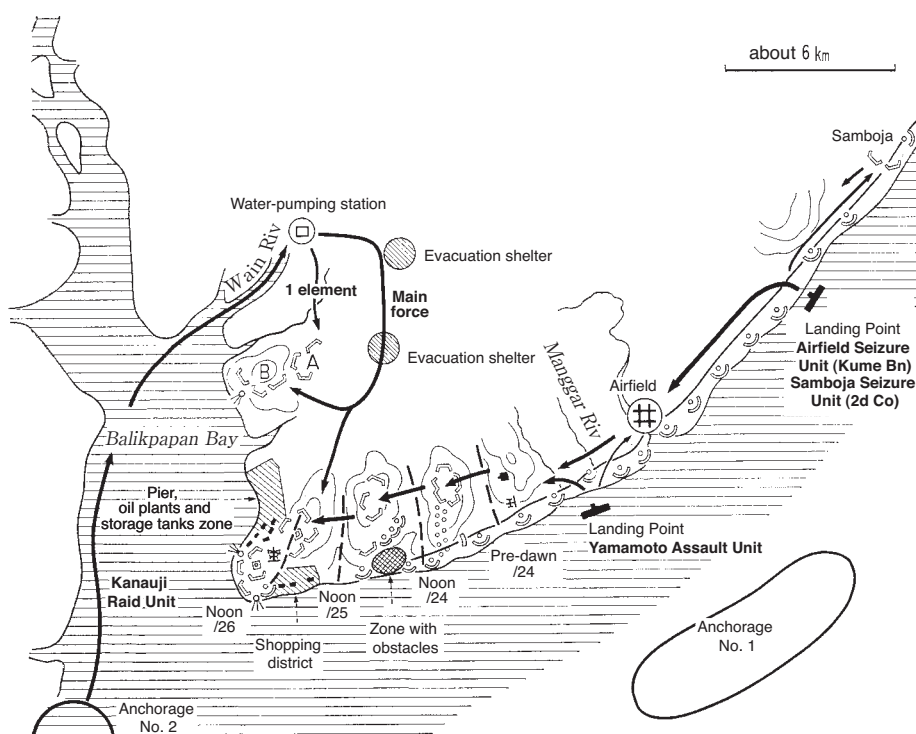 about 6 km
Samboja
Water-pumping station
Wain Riv
Evacuation shelter
1 element
Main
force
Landing Point
Airfield Seizure
Unit (Kume Bn)
Samboja Seizure
Unit (2d Co)
Evacuation shelter
Manggar Riv
A
B
Airfield
Balikpapan Bay
Pier,
oil plants and
storage tanks zone
Landing Point
Yamamoto Assault Unit
Pre-dawn
/24
Kanauji
Raid Unit
Noon
/26
Noon
/25
Noon
/24
Shopping
district
Zone with
obstacles
Anchorage
No. 1
Anchorage
No. 2